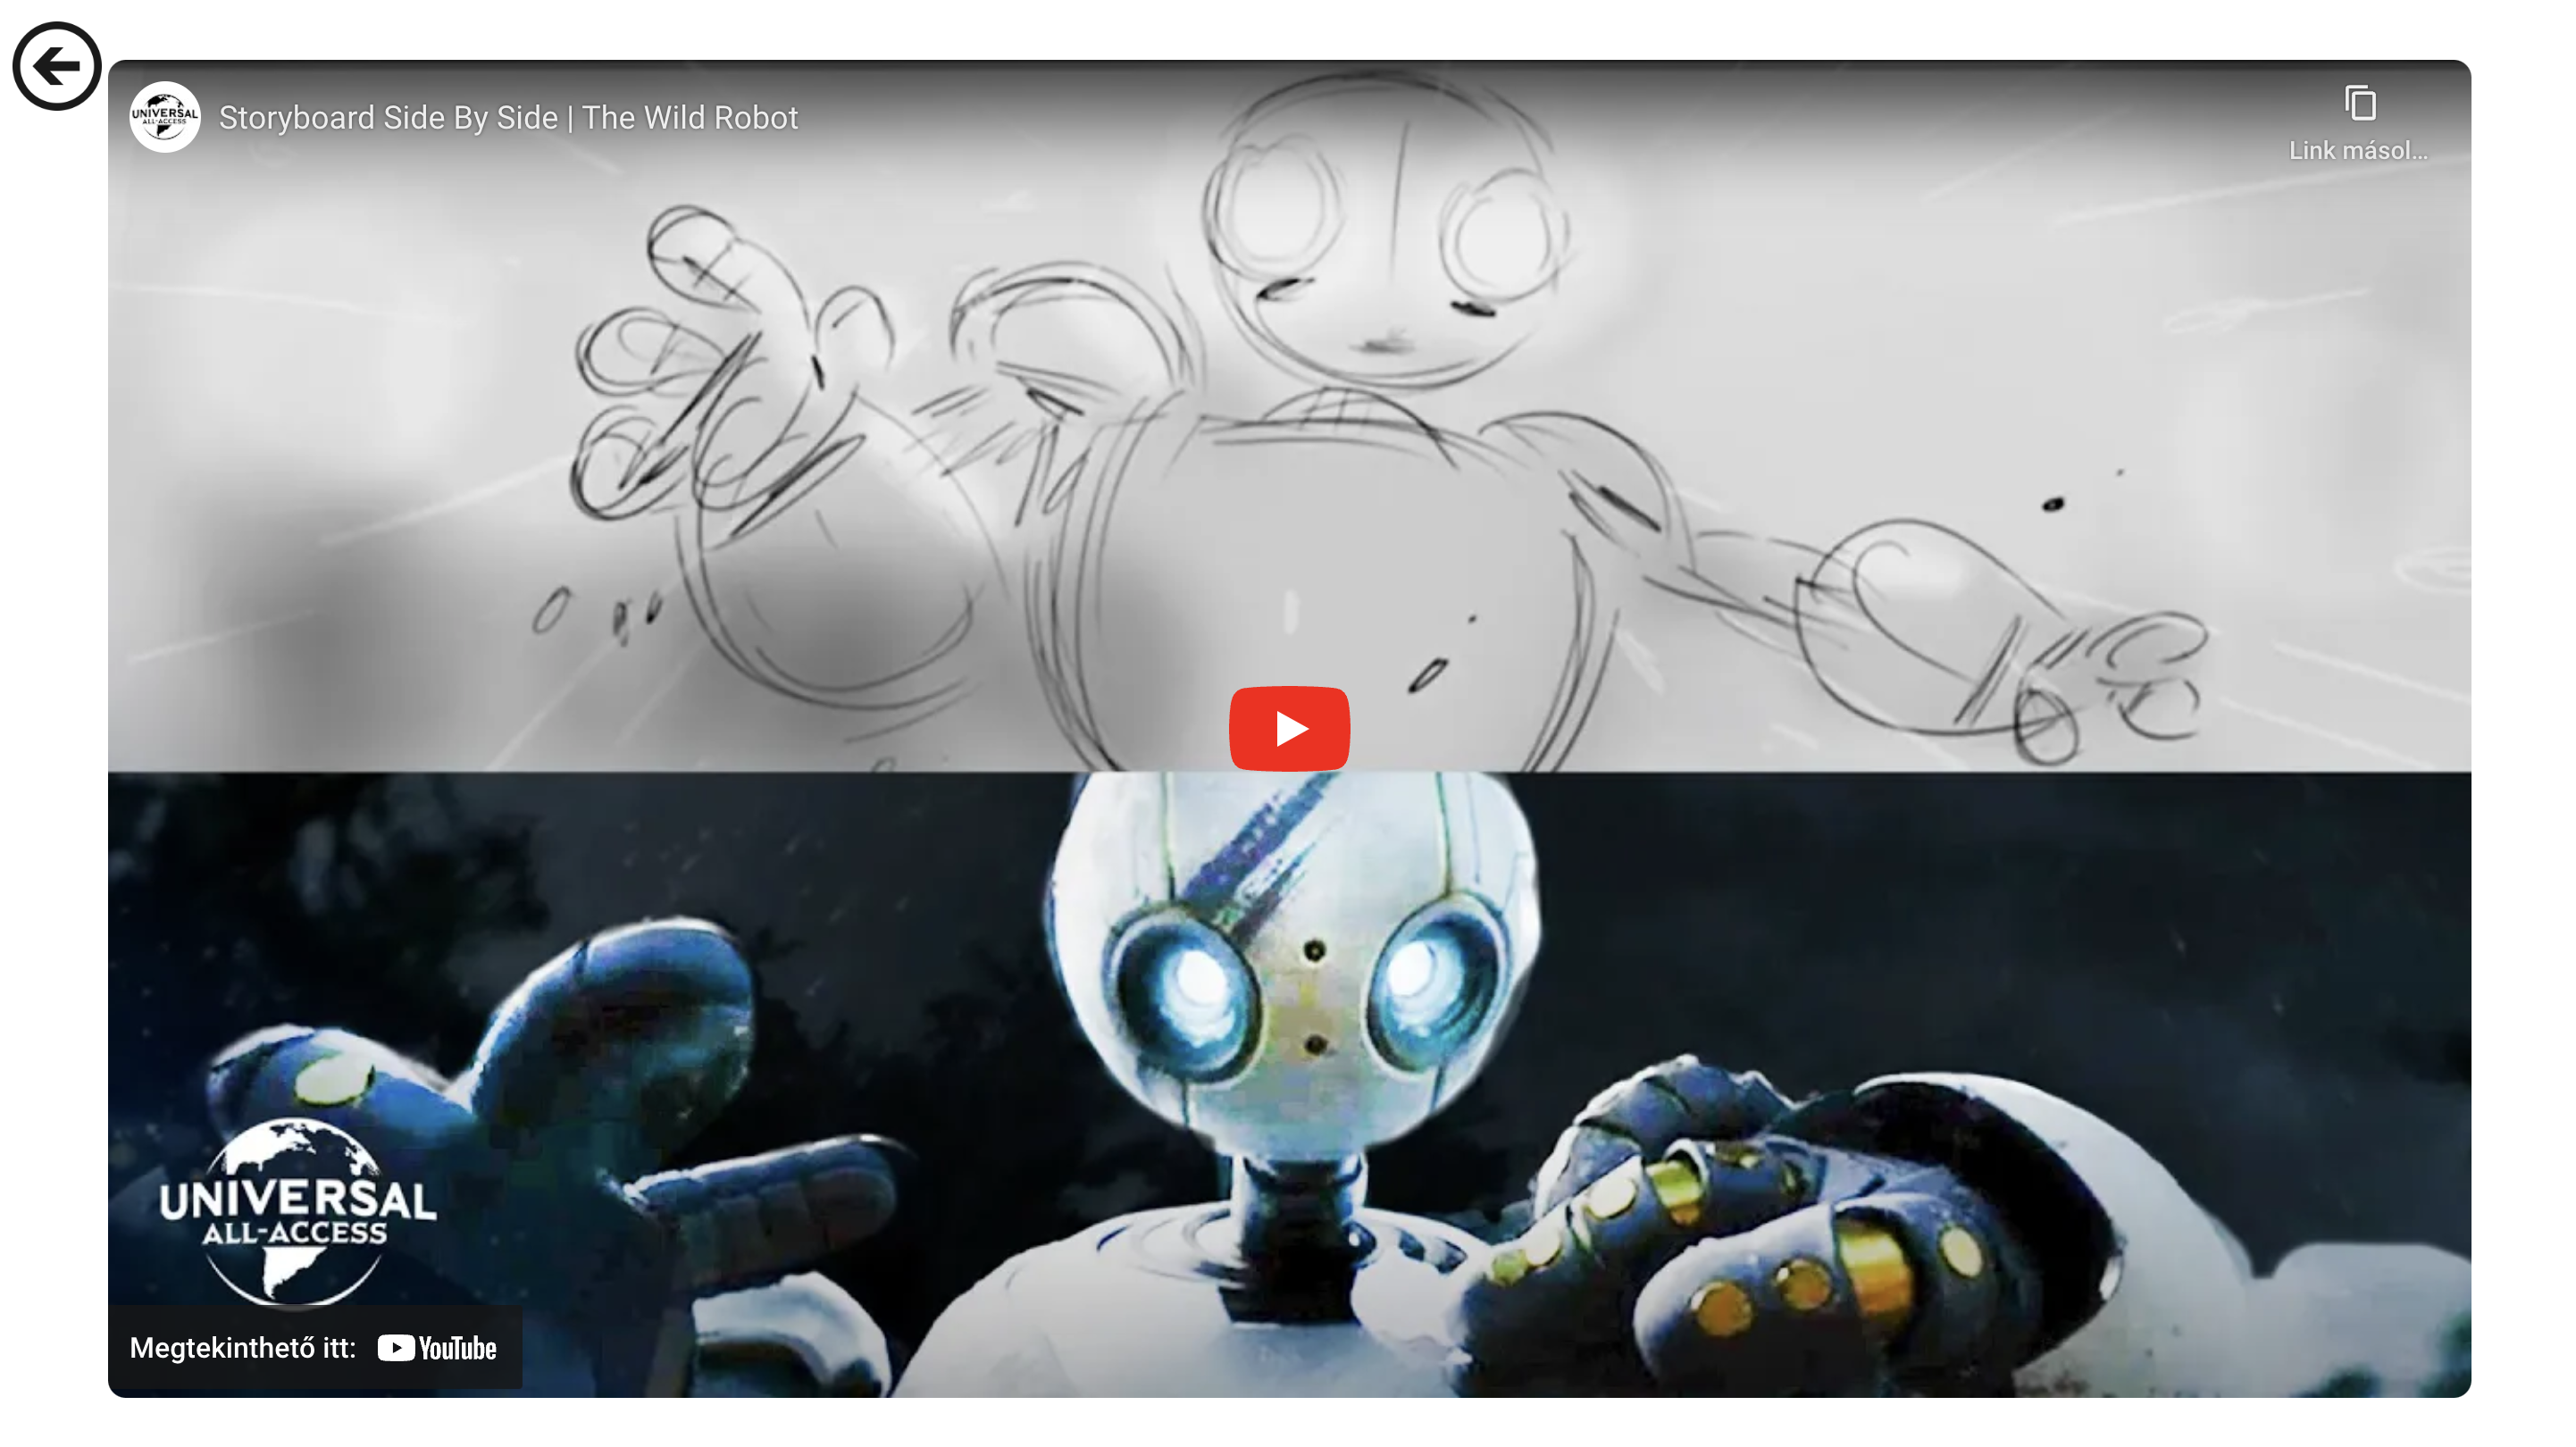 UNIVERSAL
ALL-ACCESS
Storyboard Side By Side | The Wild Robot
Link másol...
UNIVERSAL
ALL-ACCESS
Megtekinthető itt: YouTube